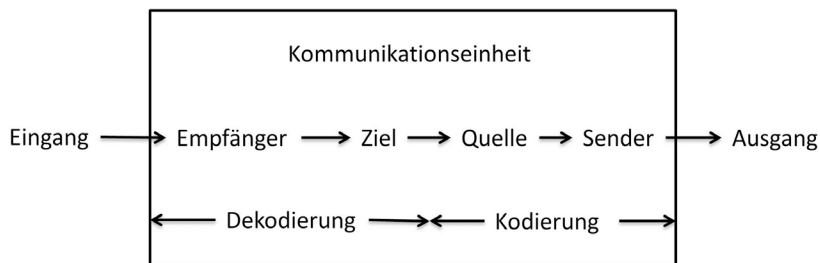 Kommunikationseinheit
Eingang Empfänger Ziel Quelle Sender Ausgang
Dekodierung Kodierung